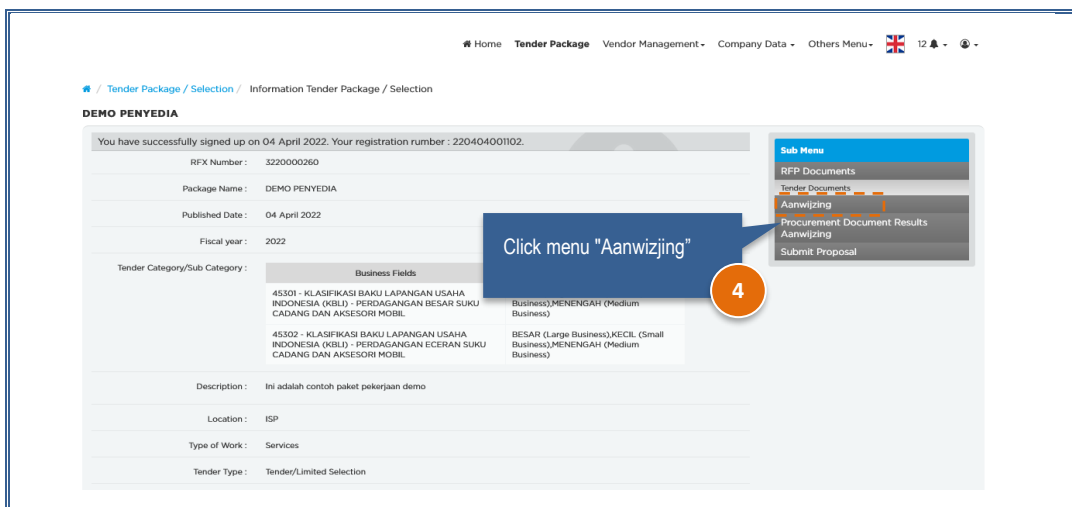 Home Tender Package Vendor Management Company Data Others Menu 12
/ Tender Package / Selection / Information Tender Package / Selection
DEMO PENYEDIA
You have successfully signed up on 04 April 2022. Your registration rumber : 220404001102.
RFX Number : 3220000260
Package Name : DEMO PENYEDIA
Published Date : 04 April 2022
Fiscal year : 2022
Tender Category/Sub Category :
Business Fields
45301 - KLASIFIKASI BAKU LAPANGAN USAHA
INDONESIA (KBLI) - PERDAGANGAN BESAR SUKU
CADANG DAN AKSESORI MOBIL
Business),MENENGAH (Medium
Business)
45302 - KLASIFIKASI BAKU LAPANGAN USAHA
INDONESIA (KBLI) - PERDAGANGAN ECERAN SUKU
CADANG DAN AKSESORI MOBIL
BESAR (Large Business),KECIL (Small
Business),MENENGAH (Medium
Business)
Description : Ini adalah contoh paket pekerjaan demo
Location : ISP
Type of Work : Services
Tender Type : Tender/Limited Selection
Sub Menu
RFP Documents
Tender Documents
Aanwijzing
Procurement Document Results
Aanwijzing
Submit Proposal
Click menu "Aanwizjing”
4